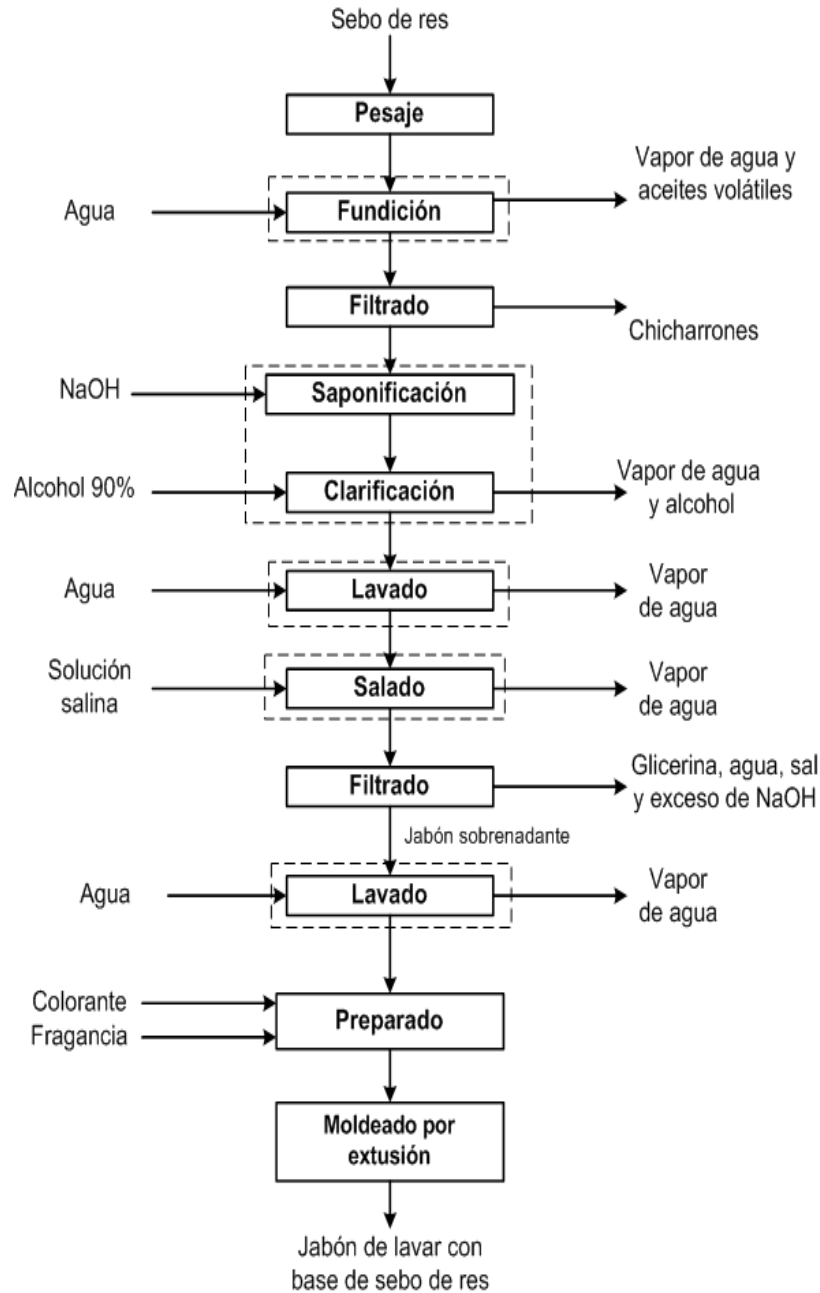 Sebo de res
Pesaje
Vapor de agua y
aceites volátiles
Agua
Fundición
Filtrado
Chicharrones
NaOH
Saponificación
Alcohol 90%
Clarificación
Vapor de agua
y alcohol
Agua
Lavado
Vapor
de agua
Solución
salina
Salado
Vapor
de agua
Filtrado
Glicerina, agua, sal
y exceso de NaOH
Jabón sobrenadante
Agua
Lavado
Vapor
de agua
Colorante
Fragancia
Preparado
Moldeado por
extusión
Jabón de lavar con
base de sebo de res